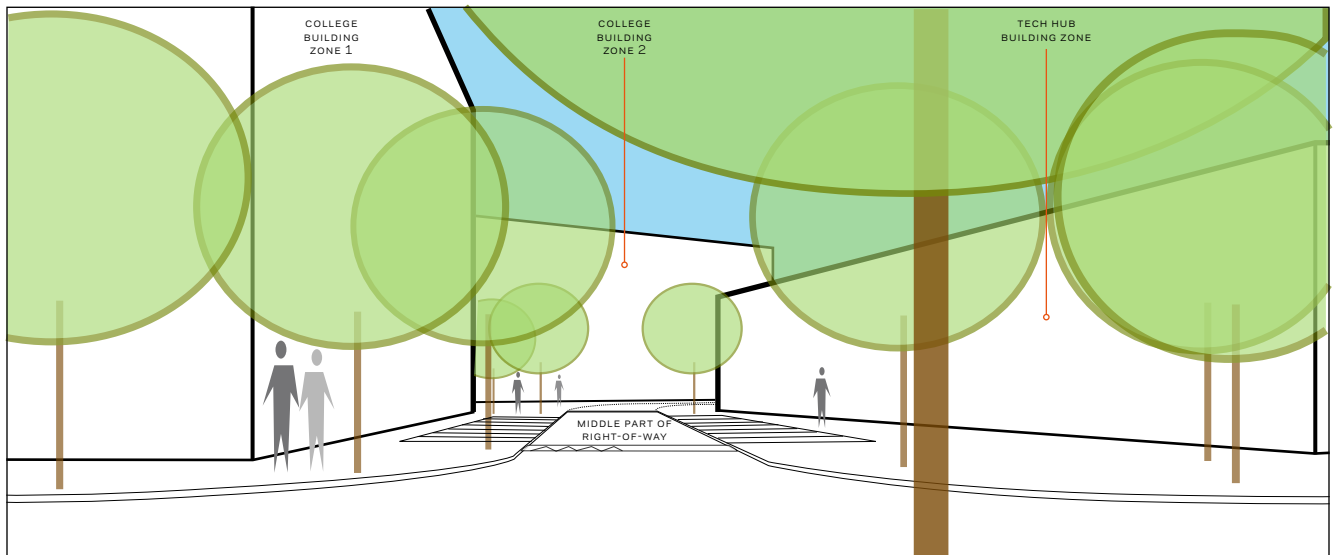 COLLEGE
BUILDING
ZONE 1
COLLEGE
BUILDING
ZONE 2
TECH HUB
BUILDING ZONE
MIDDLE PART OF
RIGHT-OF-WAY